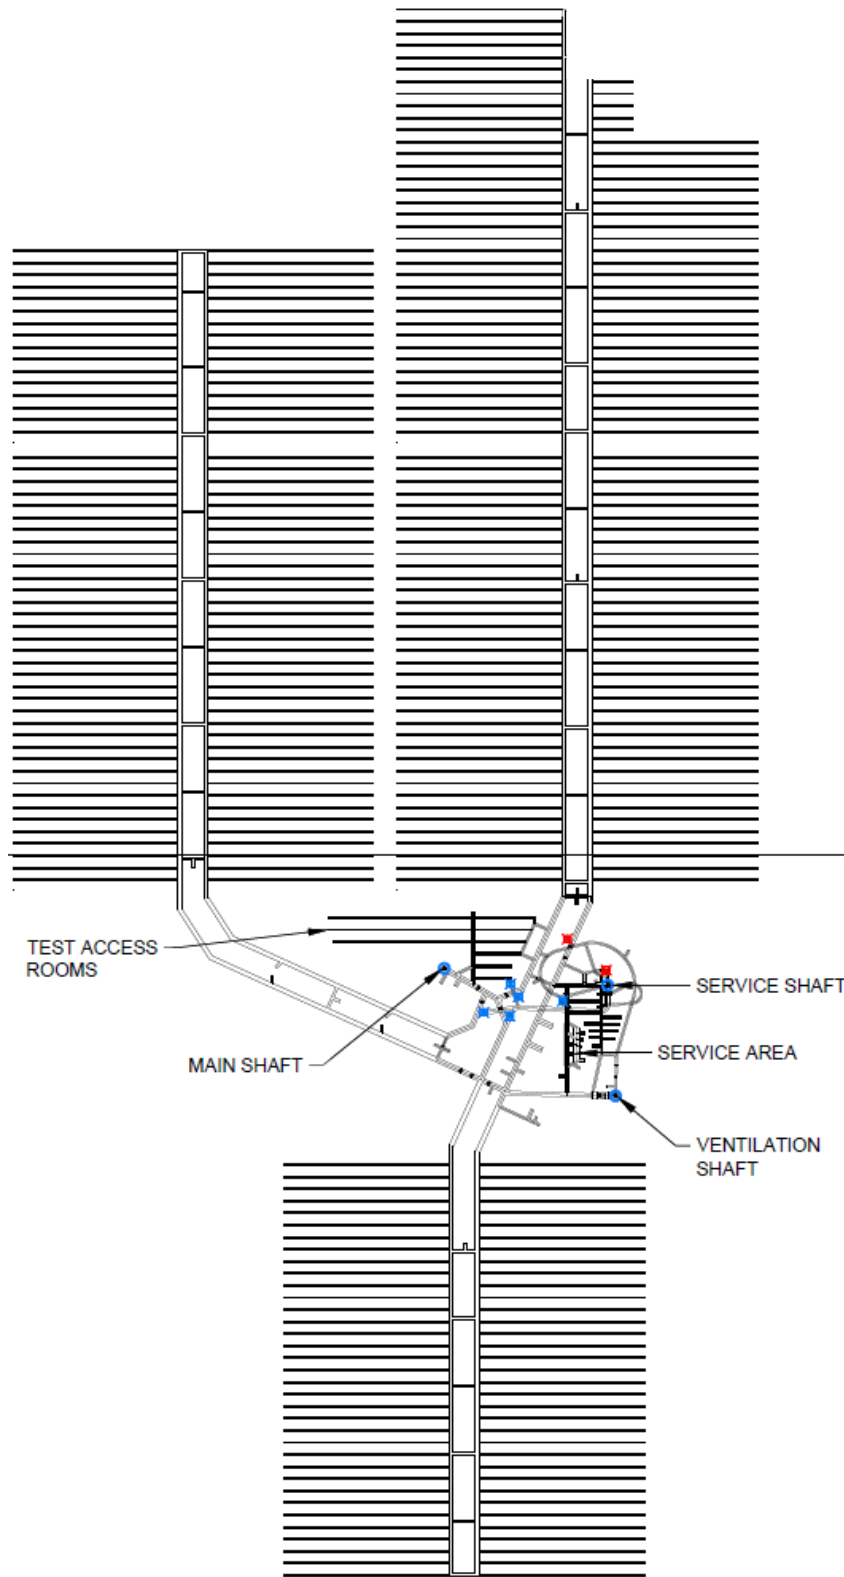 TEST ACCESS
ROOMS
SERVICE SHAFT
MAIN SHAFT
SERVICE AREA
VENTILATION
SHAFT